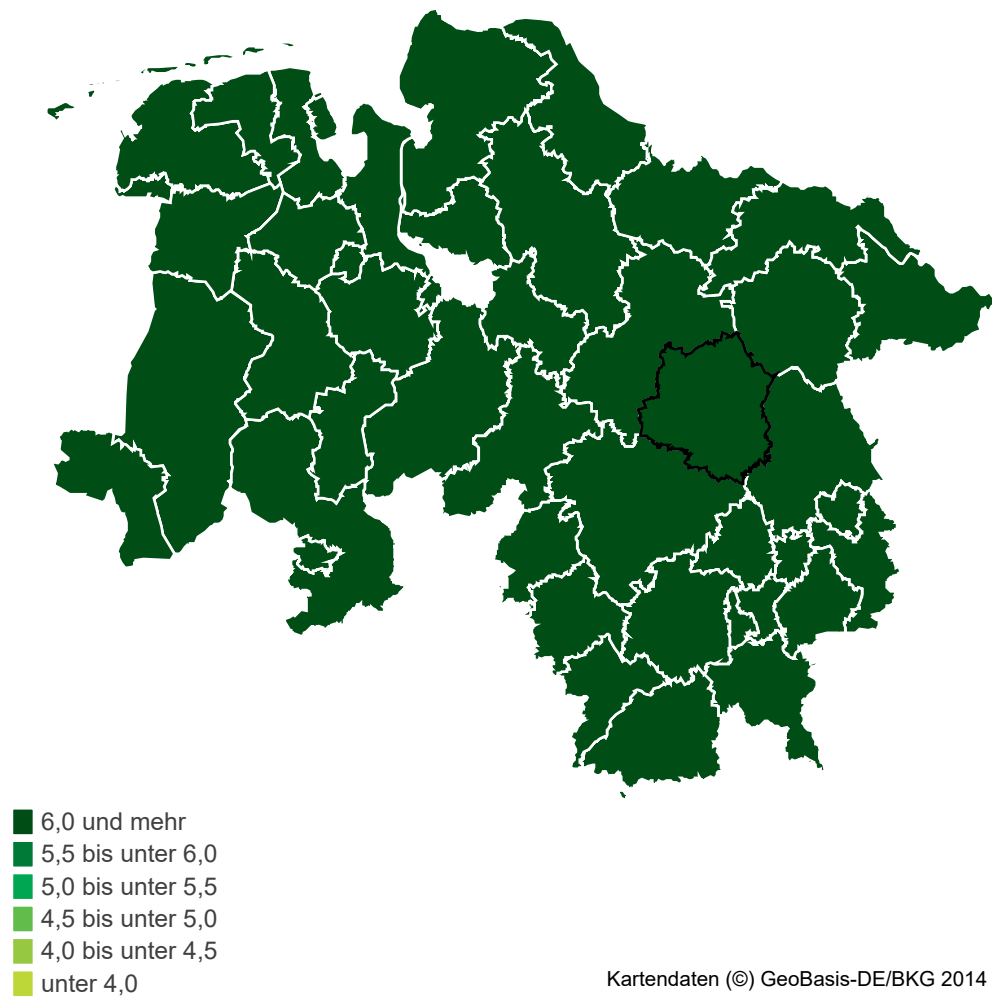 6,0 und mehr
5,5 bis unter 6,0
5,0 bis unter 5,5
4,5 bis unter 5,0
4,0 bis unter 4,5
unter 4,0
Kartendaten (©) GeoBasis-DE/BKG 2014